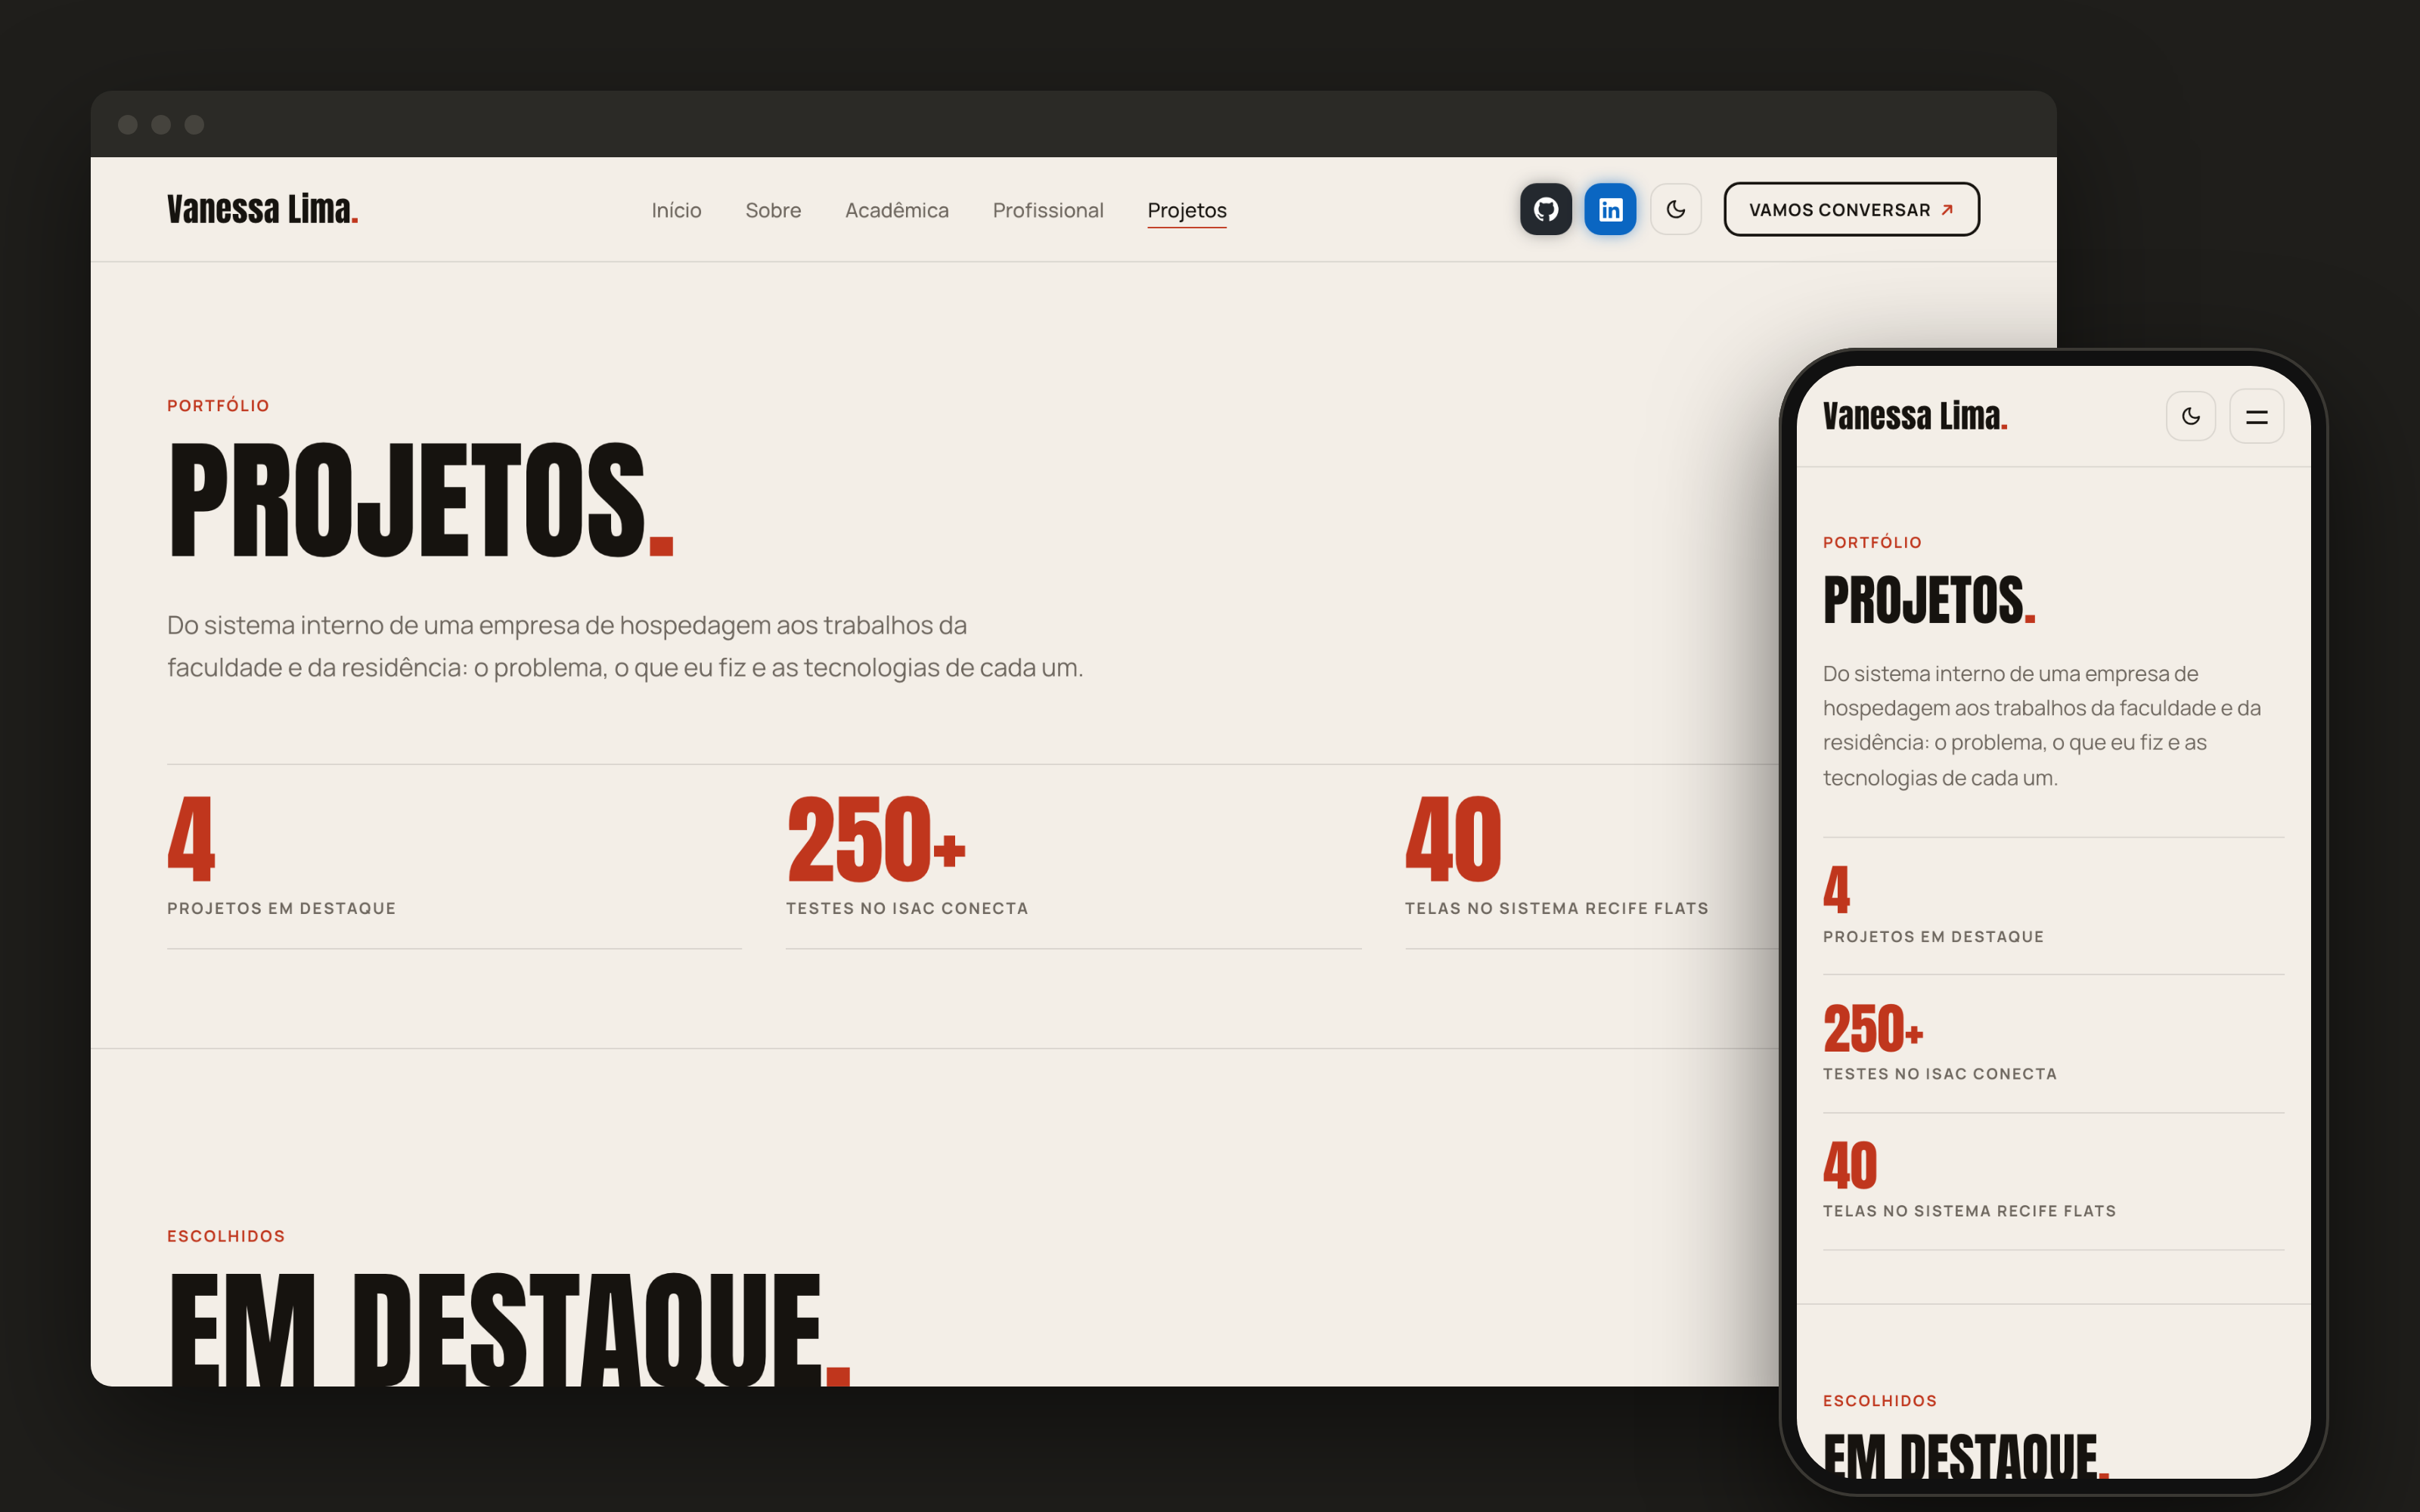 Vanessa Lima.
Início Sobre Acadêmica Profissional Projetos
VAMOS CONVERSAR
PORTFÓLIO
PROJETOS.
Do sistema interno de uma empresa de hospedagem aos trabalhos da
faculdade e da residência: o problema, o que eu fiz e as tecnologias de cada um.
4
PROJETOS EM DESTAQUE
250+
TESTES NO ISAC CONECTA
40
TELAS NO SISTEMA RECIFE FLATS
ESCOLHIDOS
EM DESTAQUE.
Vanessa Lima.
PORTFÓLIO
PROJETOS.
Do sistema interno de uma empresa de
hospedagem aos trabalhos da faculdade e da
residência: o problema, o que eu fiz e as
tecnologias de cada um.
4
PROJETOS EM DESTAQUE
250+
TESTES NO ISAC CONECTA
40
TELAS NO SISTEMA RECIFE FLATS
ESCOLHIDOS
EM DESTAQUE.